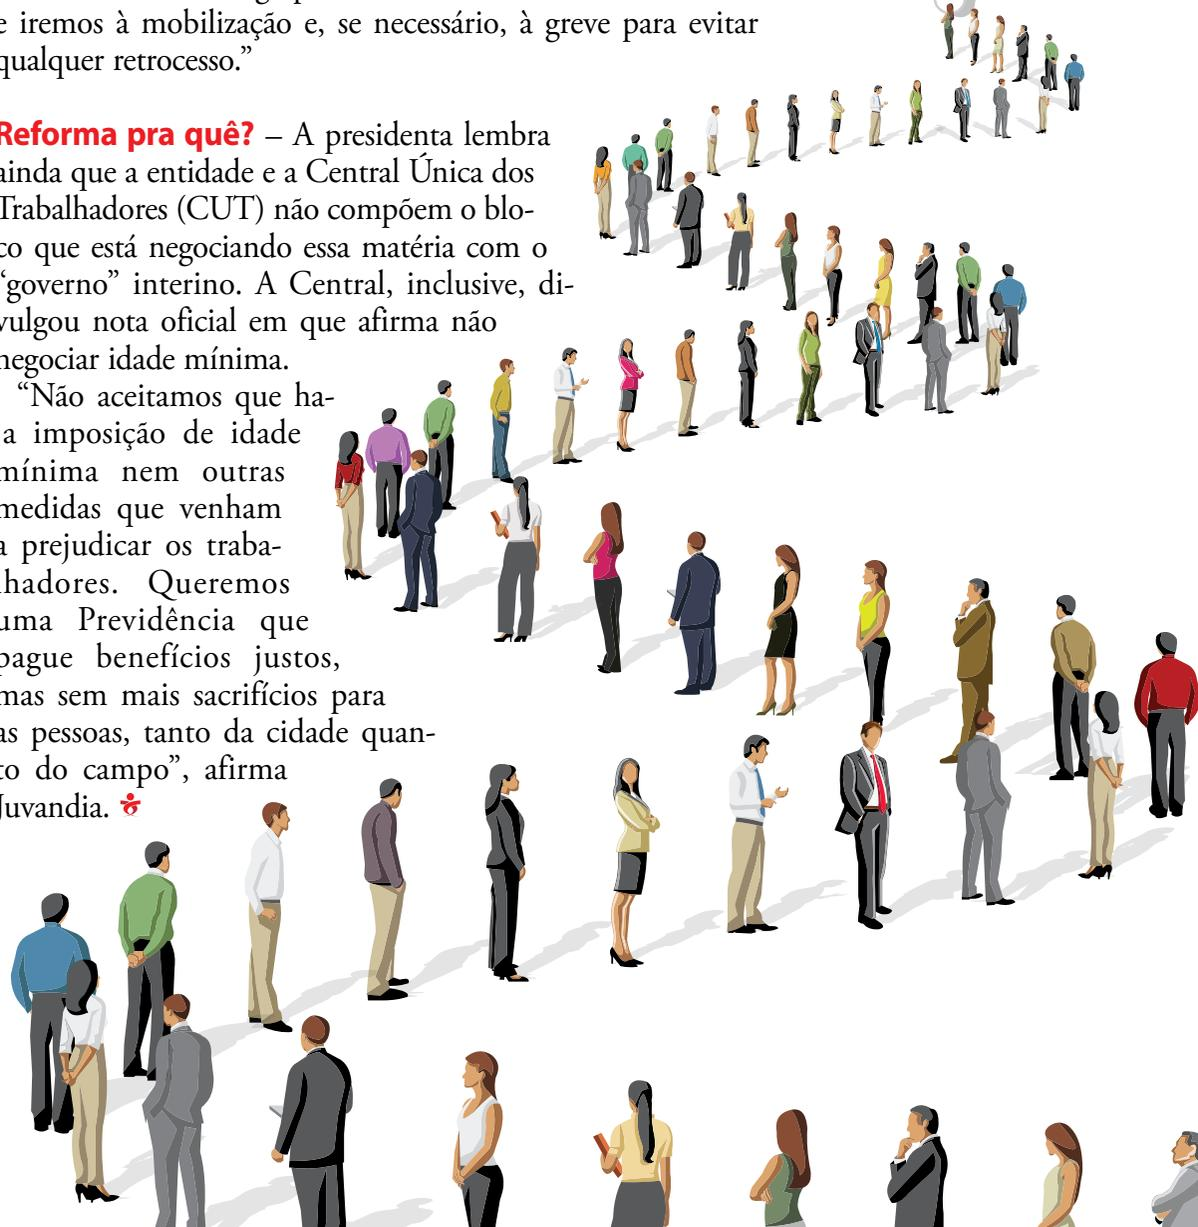 e iremos à mobilização e, se necessário, à greve para evitar
qualquer retrocesso.”
Reforma pra quê? – A presidenta lembra
ainda que a entidade e a Central Única dos
Trabalhadores (CUT) não compõem o blo-
co que está negociando essa matéria com o
“governo” interino. A Central, inclusive, di-
vulgou nota oficial em que afirma não
negociar idade mínima.
“Não aceitamos que ha-
a imposição de idade
mínima nem outras
medidas que venham
a prejudicar os traba-
lhadores. Queremos
uma Previdência que
pague benefícios justos,
mas sem mais sacrifícios para
as pessoas, tanto da cidade quan-
to do campo”, afirma
Juvandia.